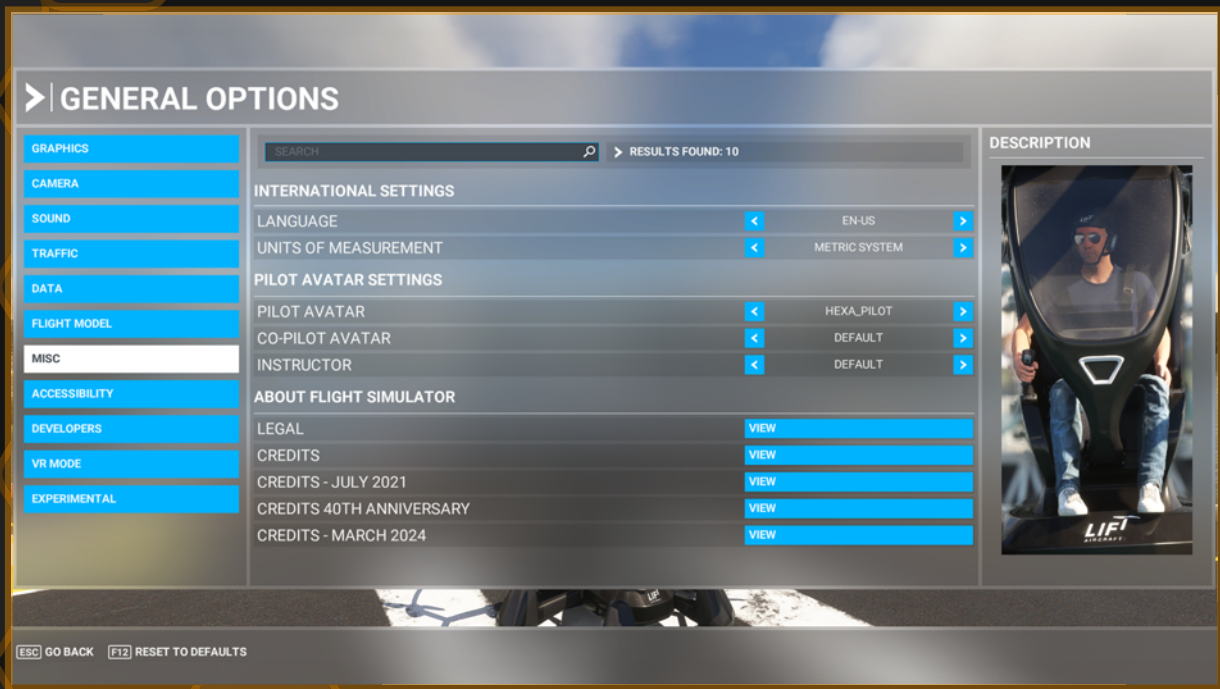 GENERAL OPTIONS
GRAPHICS
CAMERA
SOUND
TRAFFIC
DATA
FLIGHT MODEL
MISC
ACCESSIBILITY
DEVELOPERS
VR MODE
EXPERIMENTAL
SEARCH
RESULTS FOUND: 10
INTERNATIONAL SETTINGS
LANGUAGE EN-US
UNITS OF MEASUREMENT METRIC SYSTEM
PILOT AVATAR SETTINGS
PILOT AVATAR HEXA_PILOT
CO-PILOT AVATAR DEFAULT
INSTRUCTOR DEFAULT
ABOUT FLIGHT SIMULATOR
LEGAL VIEW
CREDITS VIEW
CREDITS - JULY 2021 VIEW
CREDITS 40TH ANNIVERSARY VIEW
CREDITS - MARCH 2024 VIEW
DESCRIPTION
LIFT
LIFT
AIRCRAFT
LIFT
ESC GO BACK F12 RESET TO DEFAULTS